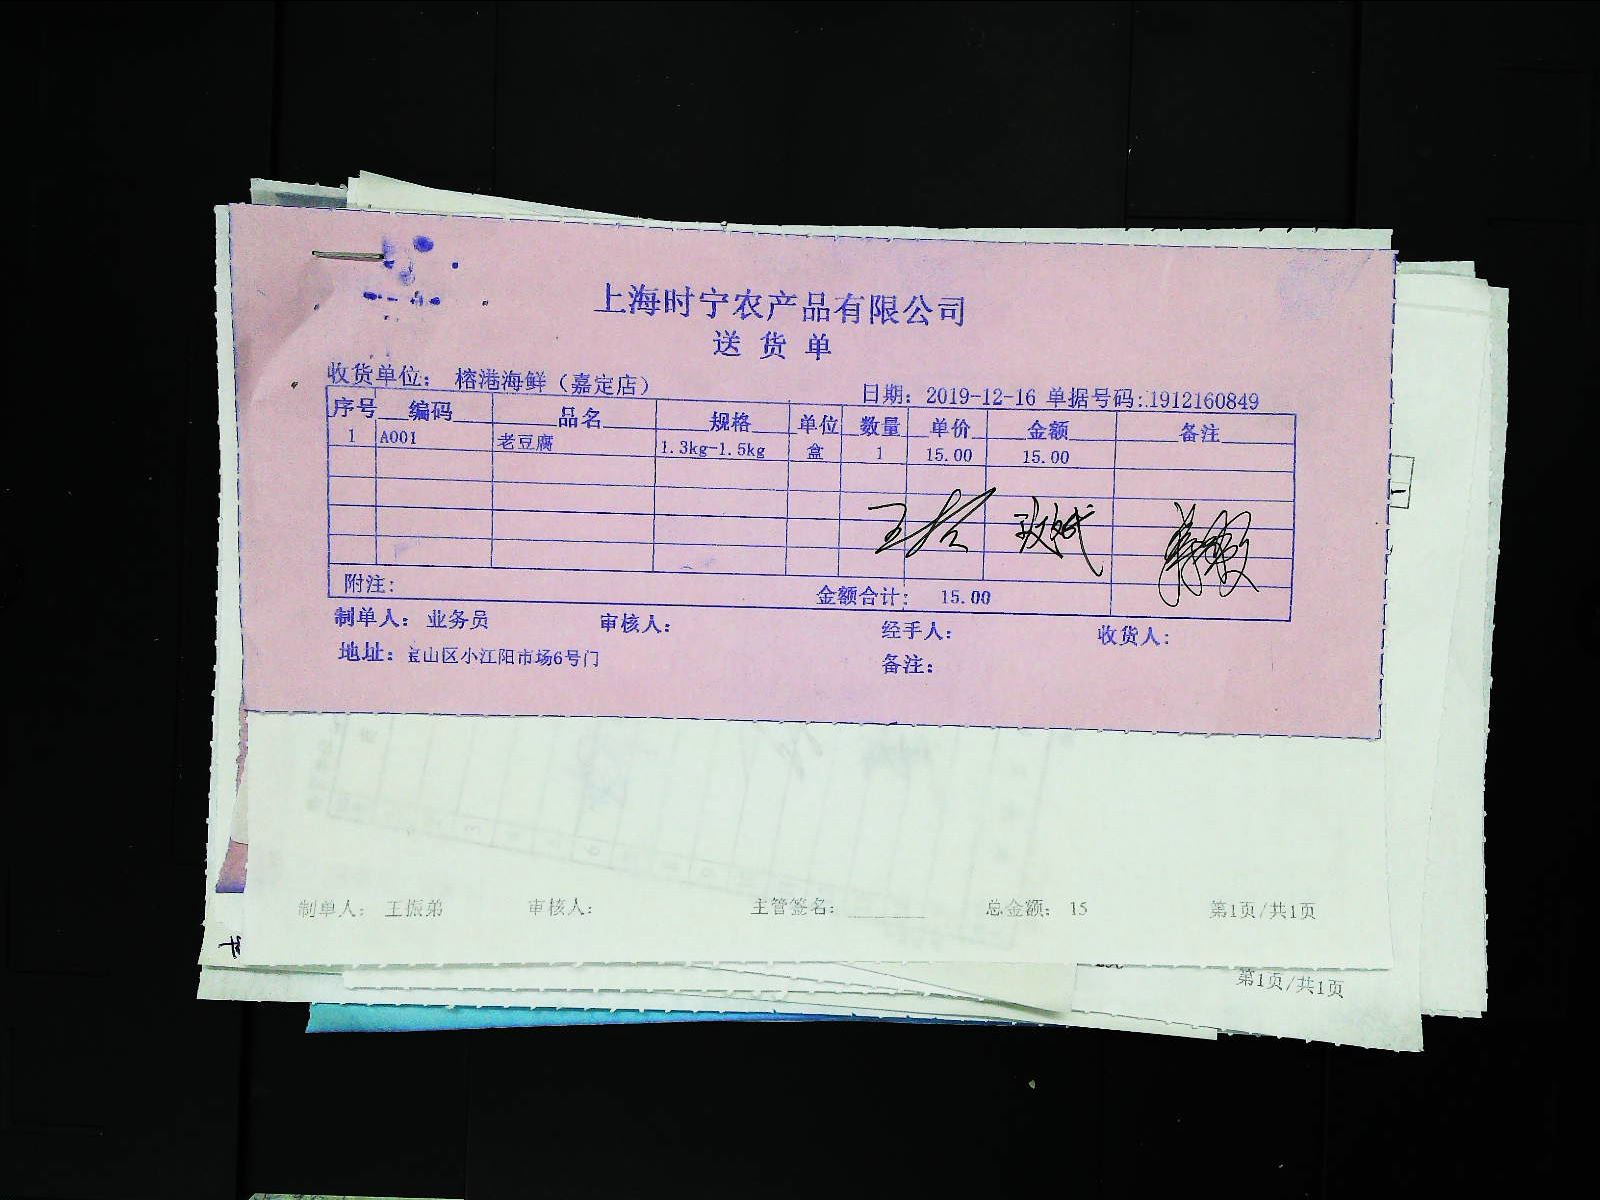 上海时宁农产品有限公司
送货单
收货单位： 榕港海鲜（嘉定店） 日期：2019-12-16 单据号码：1912160849
序号 编码 品名 规格 单位 数量 单价 金额 备注
1 A001 老豆腐 1.3kg-1.5kg 盒 1 15.00 15.00
附注： 金额合计： 15.00
制单人： 业务员 审核人： 经手人： 收货人：
地址：宝山区小江阳市场6号门 备注：
制单人： 王振弟 审核人： 主管签名： 总金额： 15 第1页/共1页
第1页/共1页